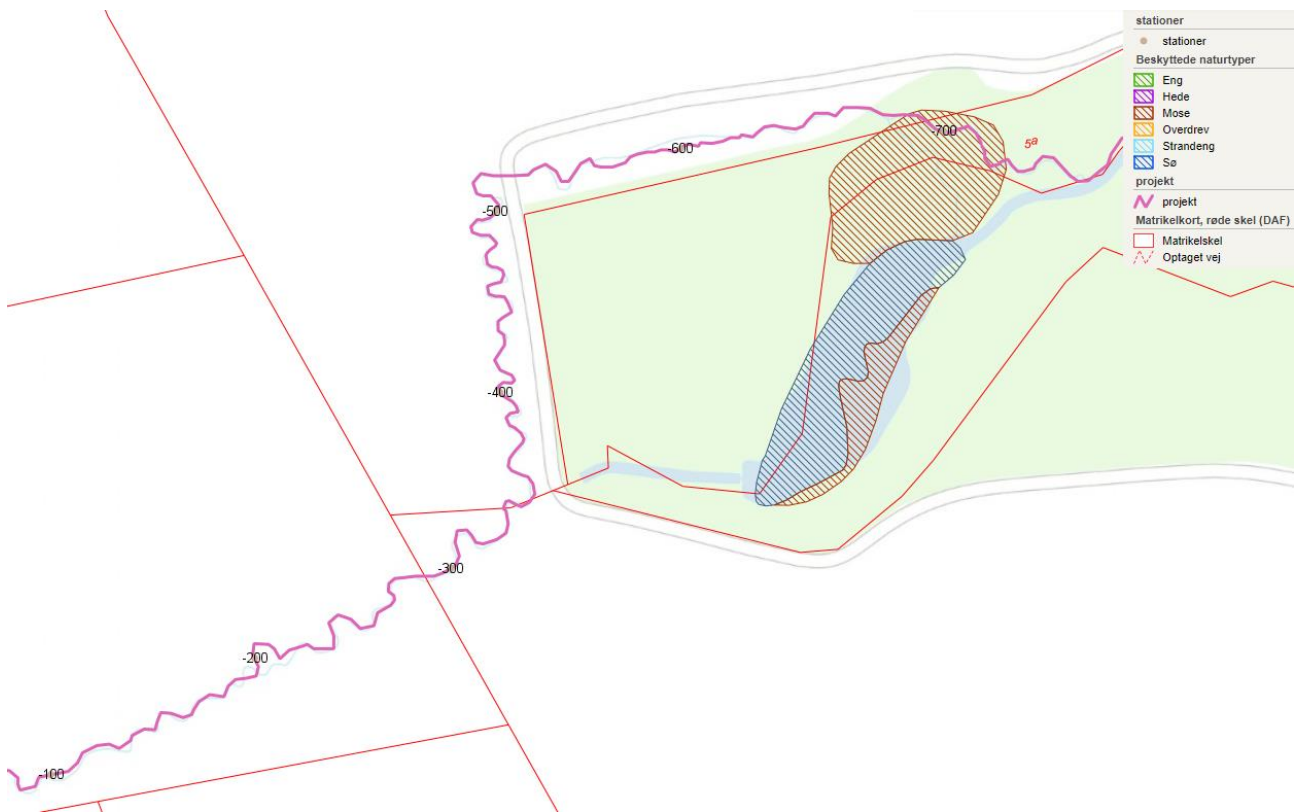 stationer
stationer
Beskyttede naturtyper
Eng
Hede
Mose
Overdrev
Strandeng
Sø
projekt
projekt
Matrikelkort, røde skel (DAF)
Matrikelskel
Optaget vej
-700
5a
-600
-500
-400
-300
-200
-100